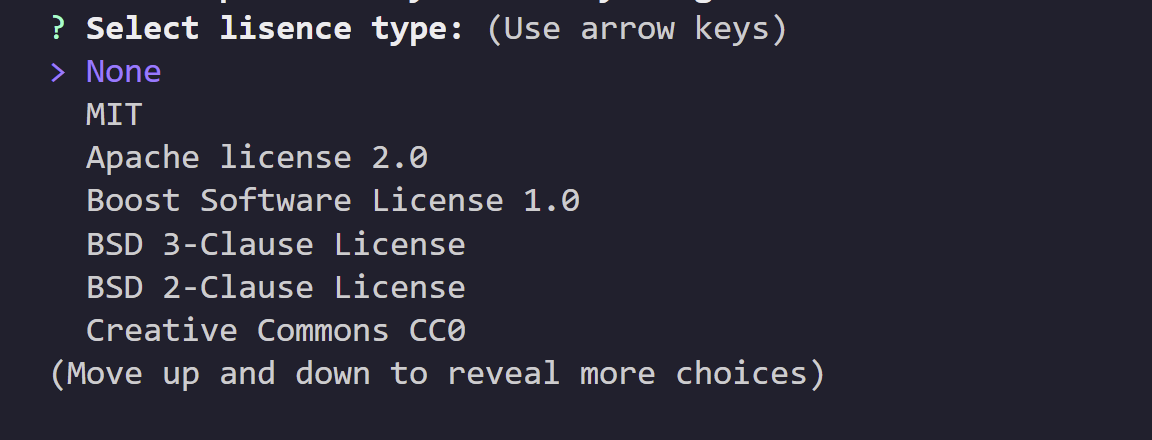 ? Select lisence type: (Use arrow keys)
> None
MIT
Apache license 2.0
Boost Software License 1.0
BSD 3-Clause License
BSD 2-Clause License
Creative Commons CC0
(Move up and down to reveal more choices)